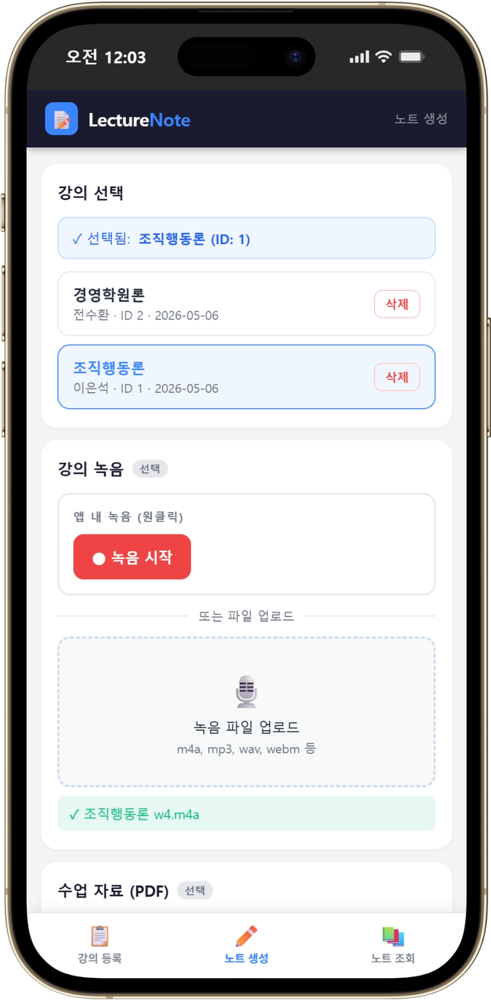 오전 12:03
LectureNote
노트 생성
강의 선택
✓ 선택됨: 조직행동론 (ID: 1)
경영학원론
전수환 · ID 2 · 2026-05-06
삭제
조직행동론
이은석 · ID 1 · 2026-05-06
삭제
강의 녹음 선택
앱 내 녹음 (원클릭)
● 녹음 시작
또는 파일 업로드
녹음 파일 업로드
m4a, mp3, wav, webm 등
✓ 조직행동론 w4.m4a
수업 자료 (PDF) 선택
강의 등록
노트 생성
노트 조회